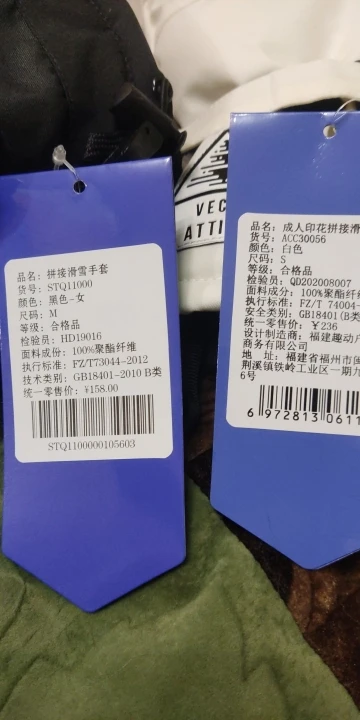 品名: 拼接滑雪手套
货号: STQ11000
颜色: 黑色-女
尺码: M
等级: 合格品
检验员: HD19016
面料成份: 100%聚酯纤维
执行标准: FZ/T73044-2012
技术类别: GB18401-2010 B类
统一零售价: ¥158.00
STQ1100000105603
VEC
ATTI
品名: 成人印花拼接滑
货号: ACC30056
颜色: 白色
尺码: S
等级: 合格品
检验员: QD202008007
面料成分: 100%聚酯纤
执行标准: FZ/T 74004-
安全类别: GB18401(B类
统一零售价: ¥236
设计制造商: 福建趣动户
商务有限公司
地 址: 福建省福州市闽
荆溪镇铁岭工业区一期九
6号
6 972813 0611